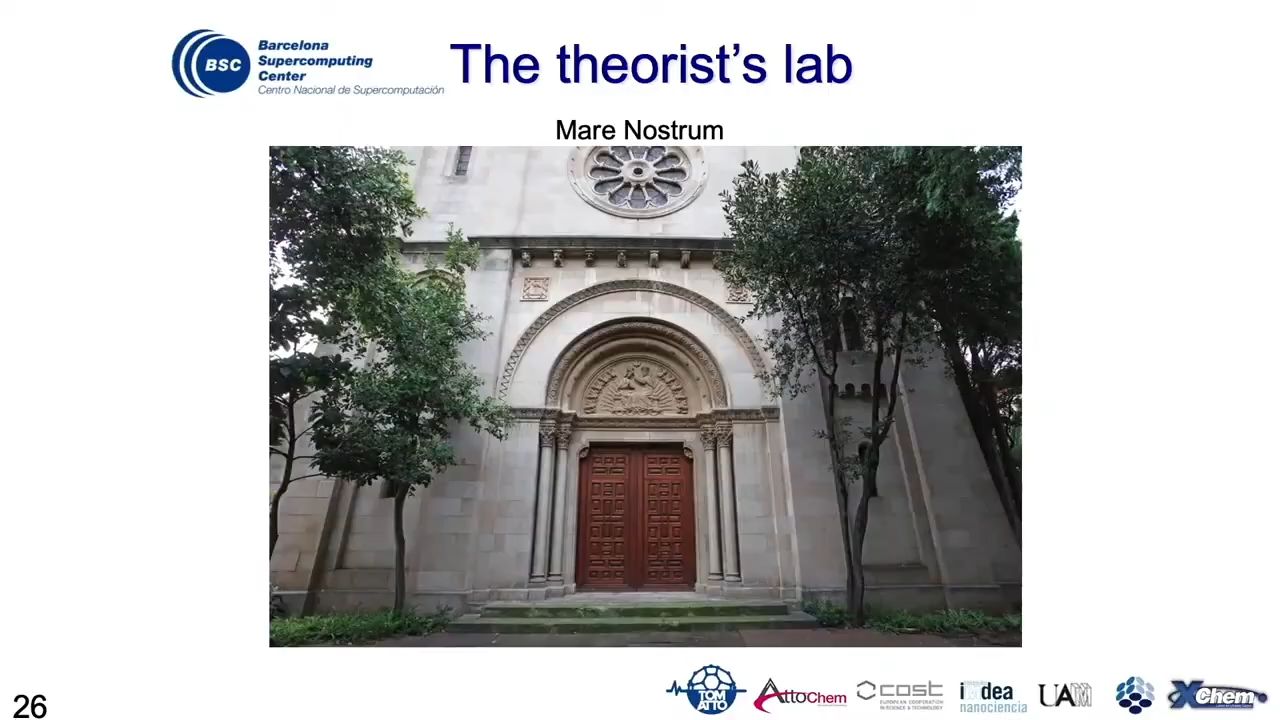 BSC
Barcelona
Supercomputing
Center
Centro Nacional de Supercomputación
The theorist's lab
Mare Nostrum
26
TOM
ATTO
AttoChem
cost
EUROPEAN COOPERATION
IN SCIENCE & TECHNOLOGY
imdea
nanociencia
UAM
XChem